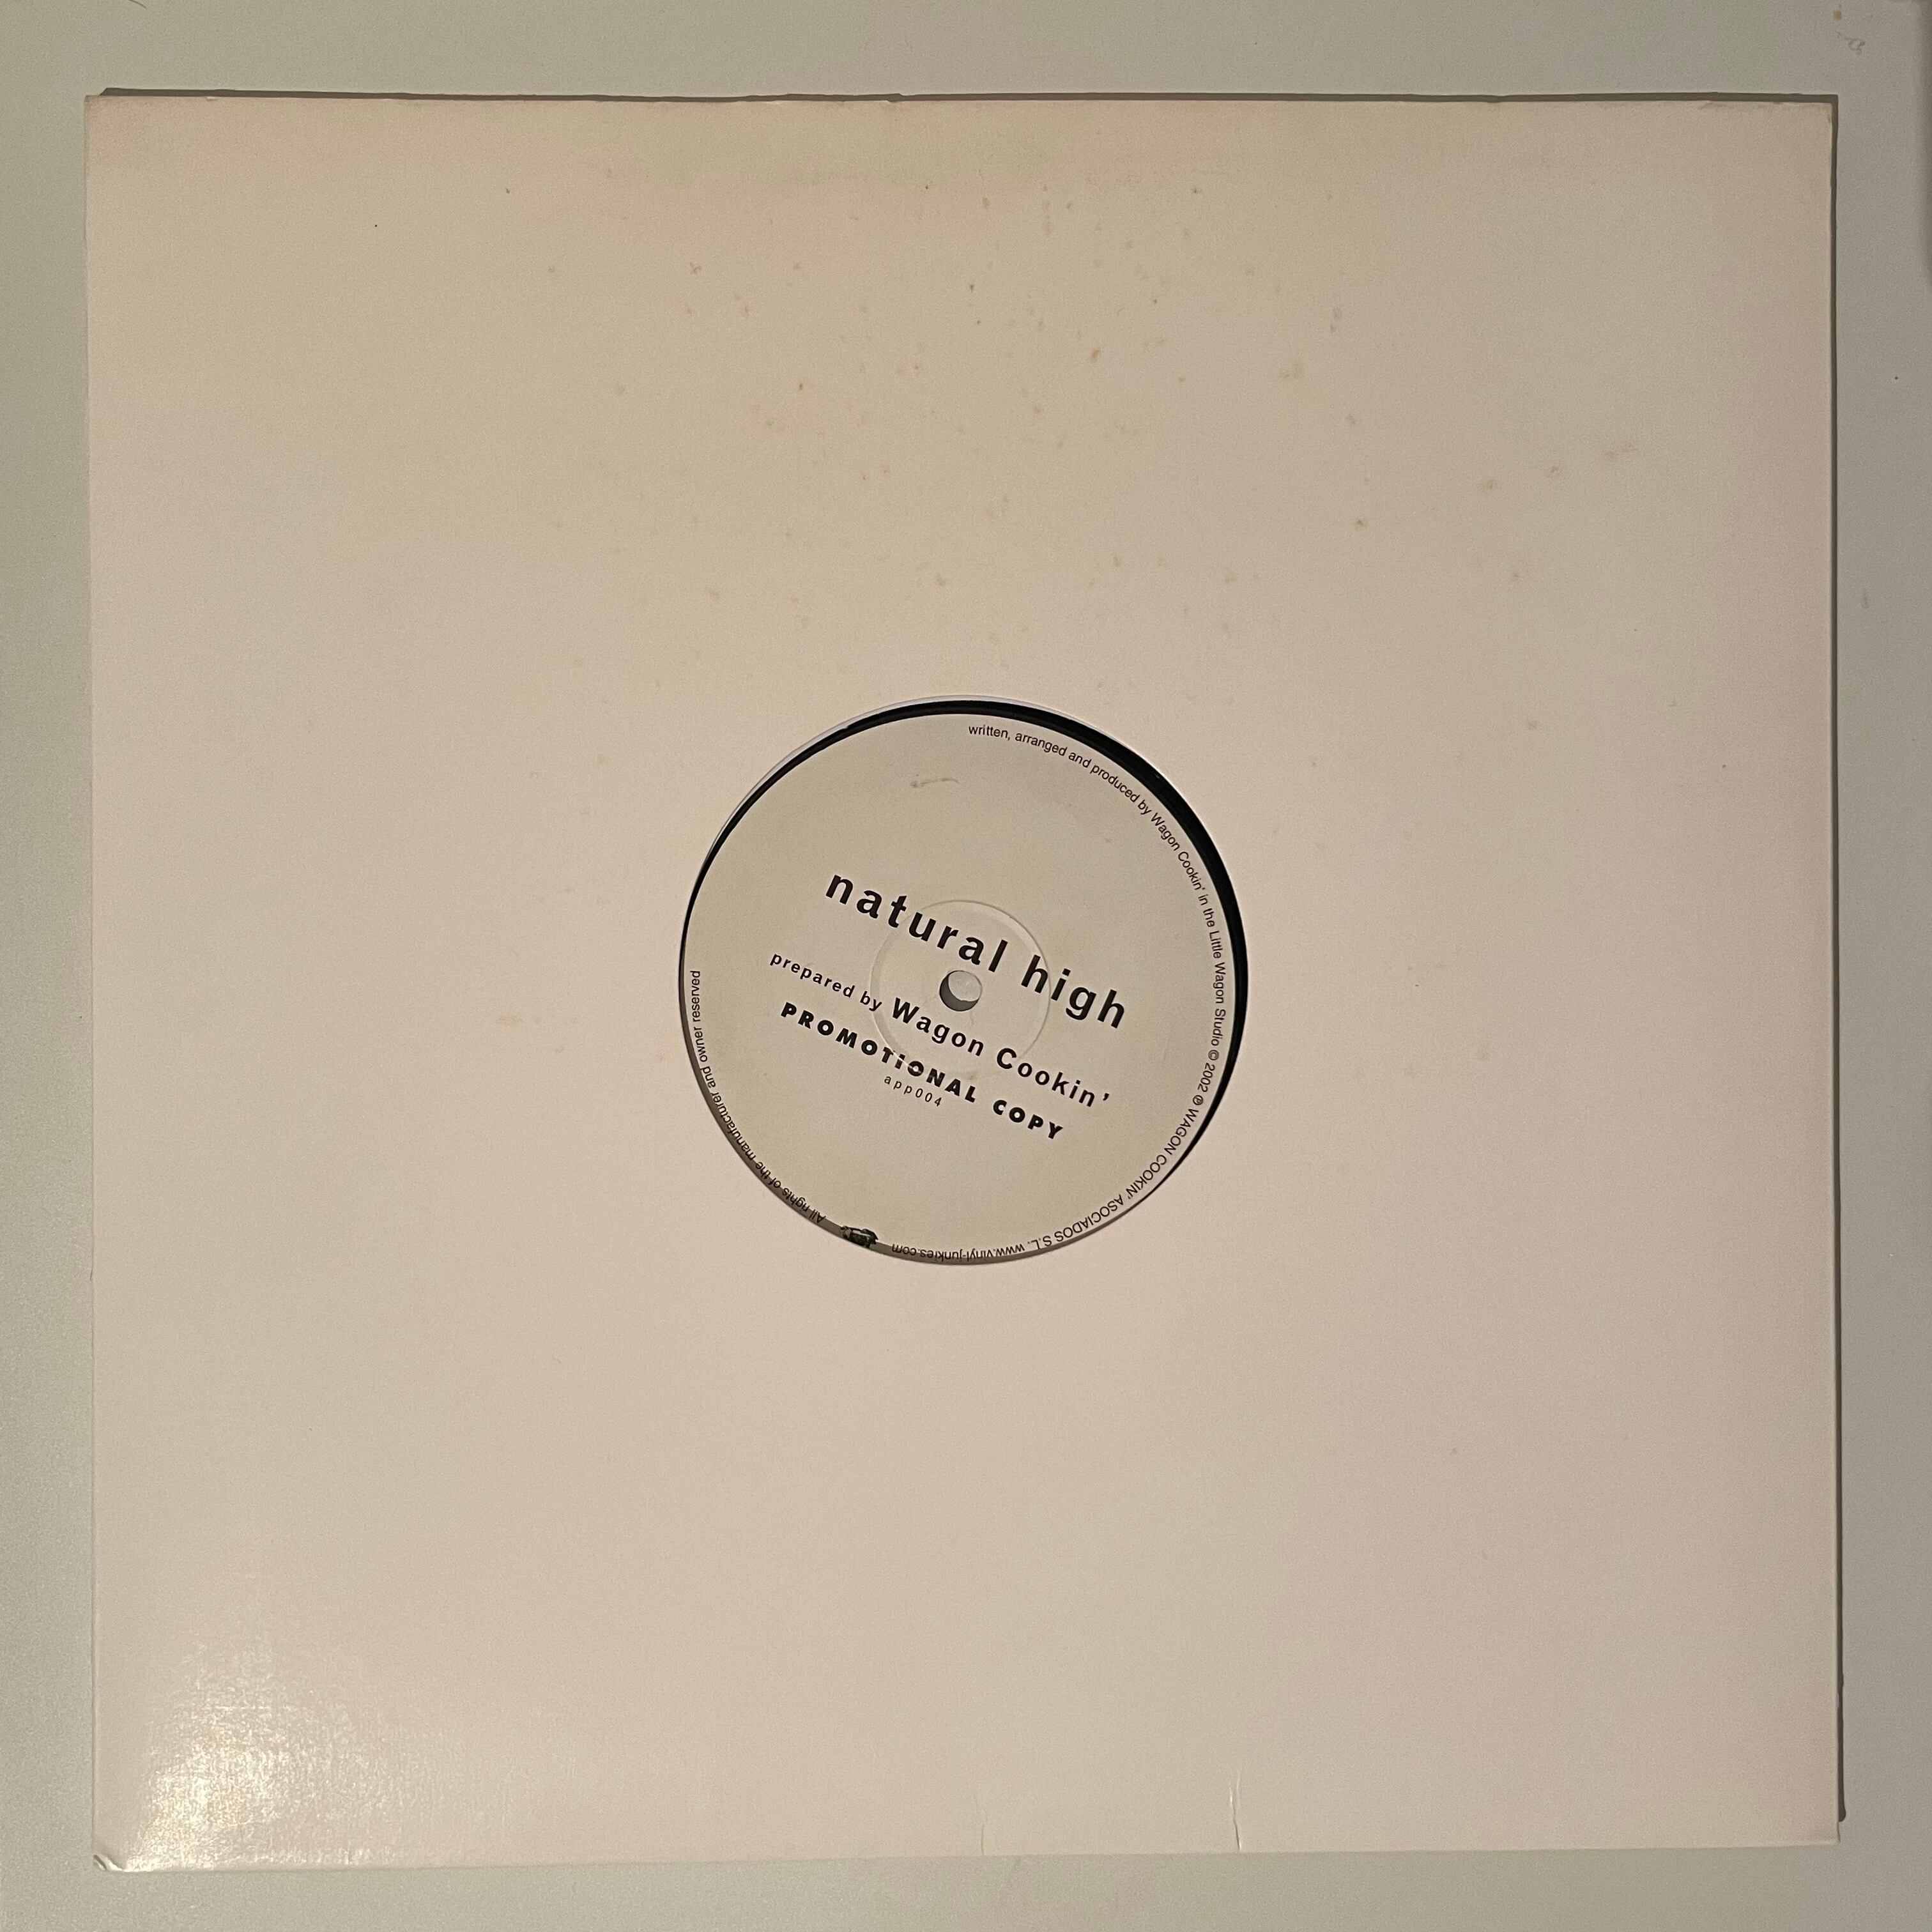 natural high
prepared by Wagon Cookin'
PROMOTiONAL COPY
app004
written, arranged and produced by Wagon Cookin' in the Little Wagon Studio © 2002 ℗ WAGON COOKIN' ASOCIADOS S.L. www.vinyl-junkies.com
All rights of the manufacturer and owner reserved